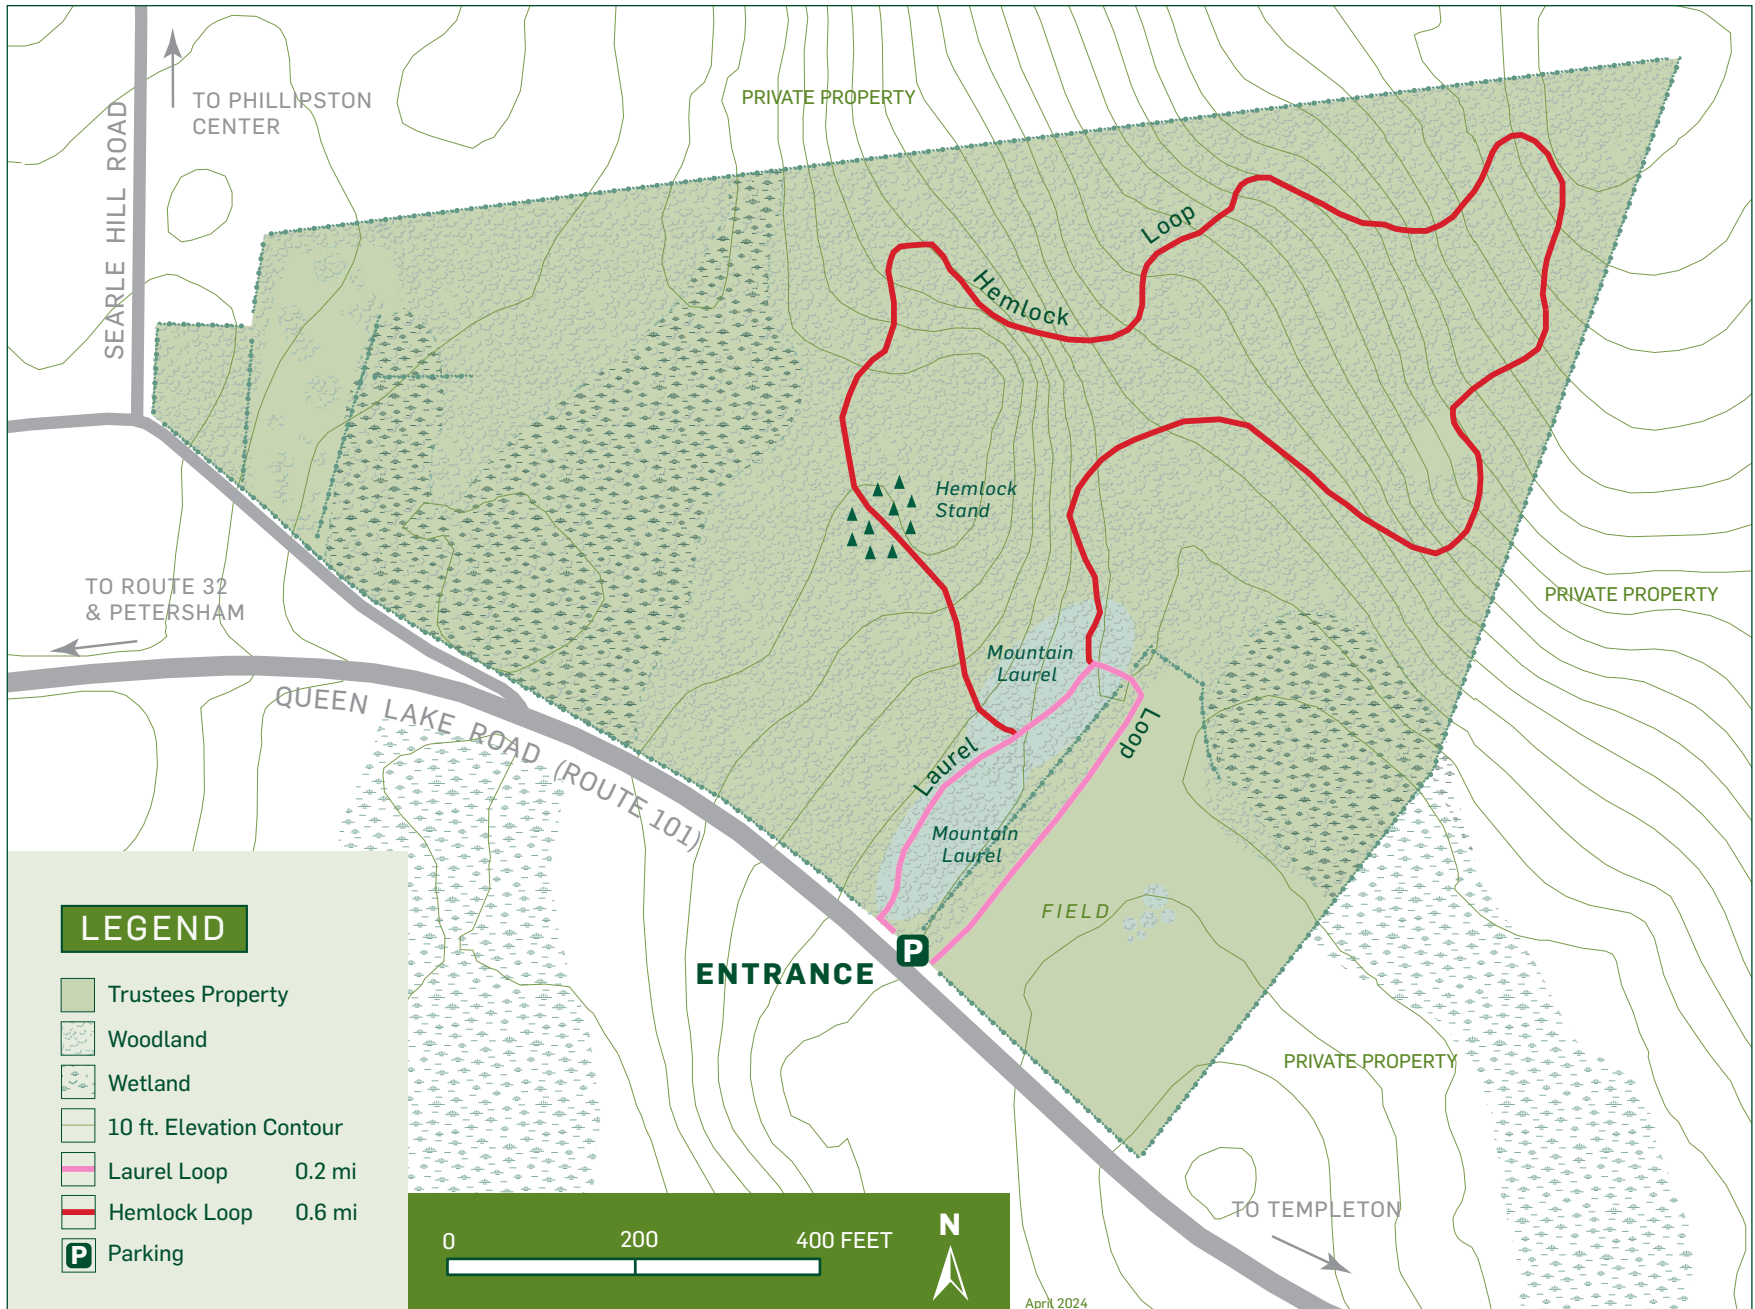 SEARLE HILL ROAD
TO PHILLIPSTON
CENTER
PRIVATE PROPERTY
Loop
Hemlock
Hemlock
Stand
TO ROUTE 32
& PETERSHAM
PRIVATE PROPERTY
QUEEN LAKE ROAD (ROUTE 101)
Mountain
Laurel
Loop
Laurel
Mountain
Laurel
FIELD
P
ENTRANCE
PRIVATE PROPERTY
TO TEMPLETON
LEGEND
Trustees Property
Woodland
Wetland
10 ft. Elevation Contour
Laurel Loop 0.2 mi
Hemlock Loop 0.6 mi
P Parking
0 200 400 FEET
N
April 2024